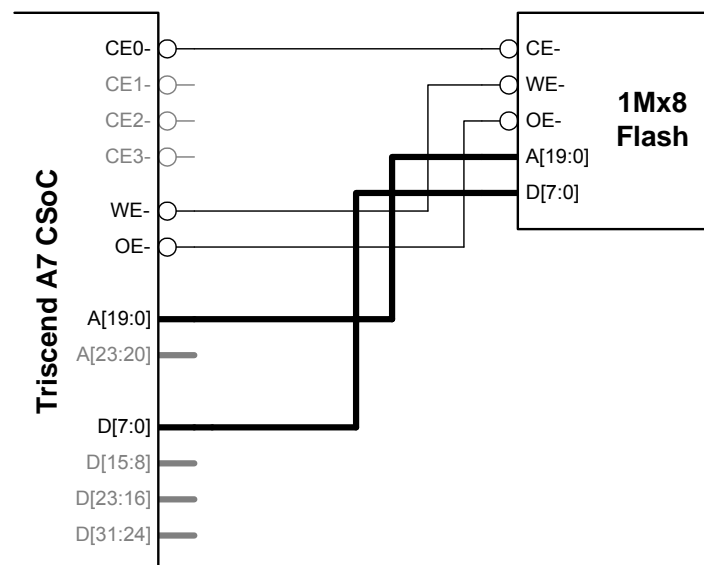 Triscend A7 CSoC
CE0-
CE1-
CE2-
CE3-
WE-
OE-
A[19:0]
A[23:20]
D[7:0]
D[15:8]
D[23:16]
D[31:24]
CE-
WE-
OE-
A[19:0]
D[7:0]
1Mx8
Flash